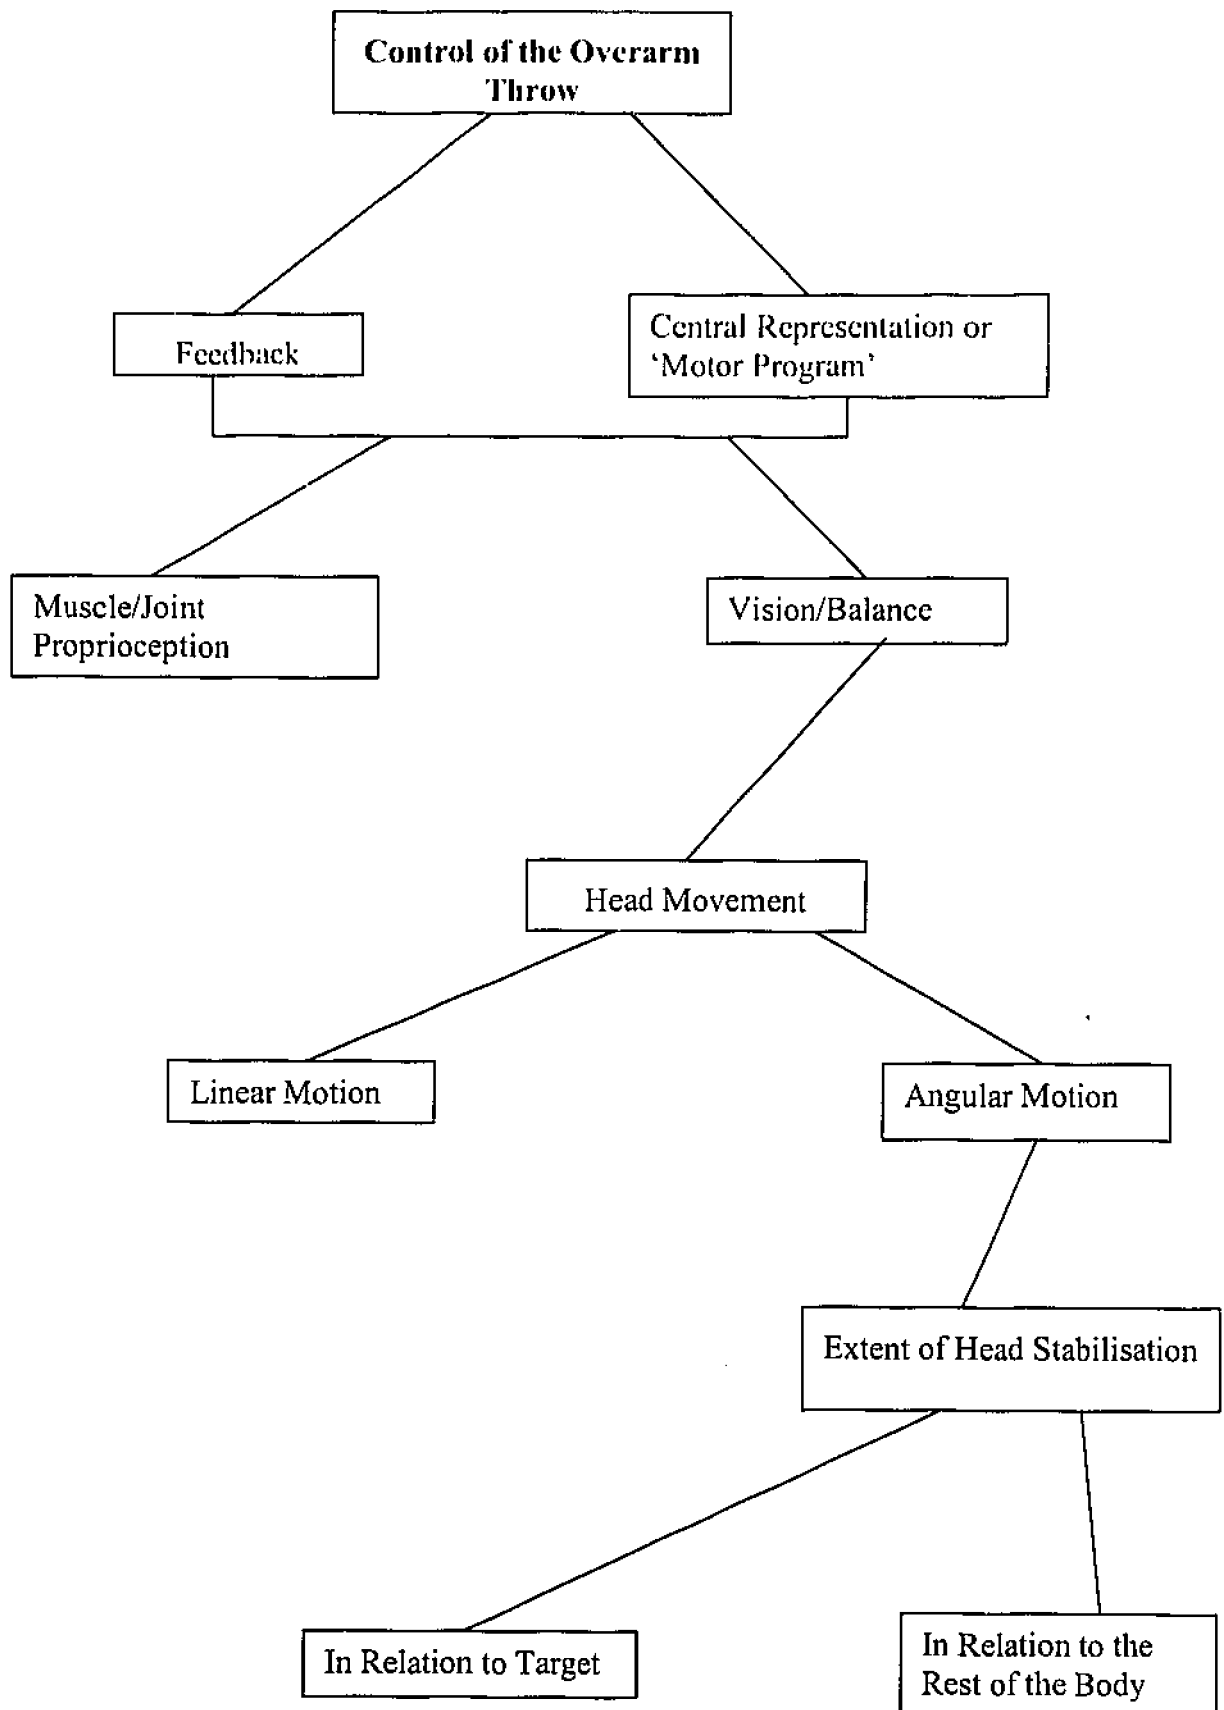 Control of the Overarm
Throw
Feedback
Central Representation or
‘Motor Program’
Muscle/Joint
Proprioception
Vision/Balance
Head Movement
Linear Motion
Angular Motion
Extent of Head Stabilisation
In Relation to Target
In Relation to the
Rest of the Body